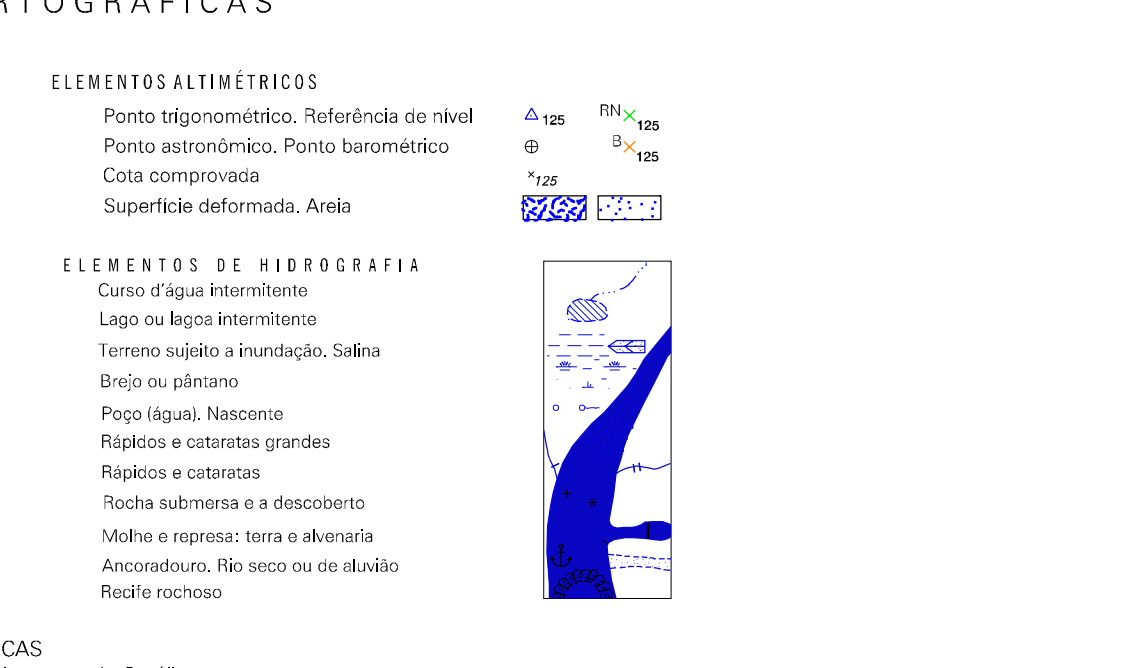 RTOGRÁFICAS
ELEMENTOS ALTIMÉTRICOS
Ponto trigonométrico. Referência de nível 125 RN 125
Ponto astronômico. Ponto barométrico B 125
Cota comprovada 125
Superfície deformada. Areia
ELEMENTOS DE HIDROGRAFIA
Curso d'água intermitente
Lago ou lagoa intermitente
Terreno sujeito a inundação. Salina
Brejo ou pântano
Poço (água). Nascente
Rápidos e cataratas grandes
Rápidos e cataratas
Rocha submersa e a descoberto
Molhe e represa: terra e alvenaria
Ancoradouro. Rio seco ou de aluvião
Recife rochoso
CAS